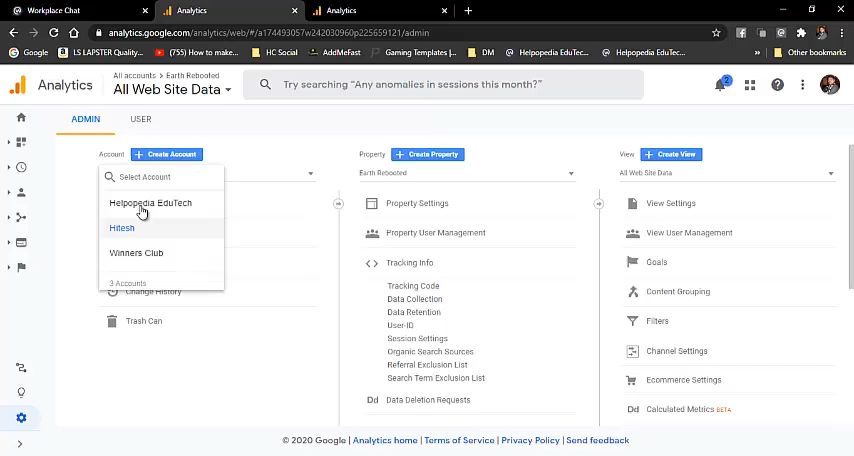 Workplace Chat
Analytics
Analytics
analytics.google.com/analytics/web/#/a174493057w242030960p225659121/admin
Google
LS LAPSTER Quality...
(755) How to make...
HC Social
AddMeFast
Gaming Templates |...
DM
Helpopedia EduTec...
Helpopedia EduTec...
Other bookmarks
Analytics
All accounts > Earth Rebooted
All Web Site Data
Try searching “Any anomalies in sessions this month?”
2
ADMIN
USER
Account
Create Account
Property
Create Property
View
Create View
Select Account
Helpopedia EduTech
Hitesh
Winners Club
3 Accounts
Change History
Trash Can
Earth Rebooted
Property Settings
Property User Management
Tracking Info
Tracking Code
Data Collection
Data Retention
User-ID
Session Settings
Organic Search Sources
Referral Exclusion List
Search Term Exclusion List
Dd Data Deletion Requests
All Web Site Data
View Settings
View User Management
Goals
Content Grouping
Filters
Channel Settings
Ecommerce Settings
Dd Calculated Metrics BETA
© 2020 Google | Analytics home | Terms of Service | Privacy Policy | Send feedback